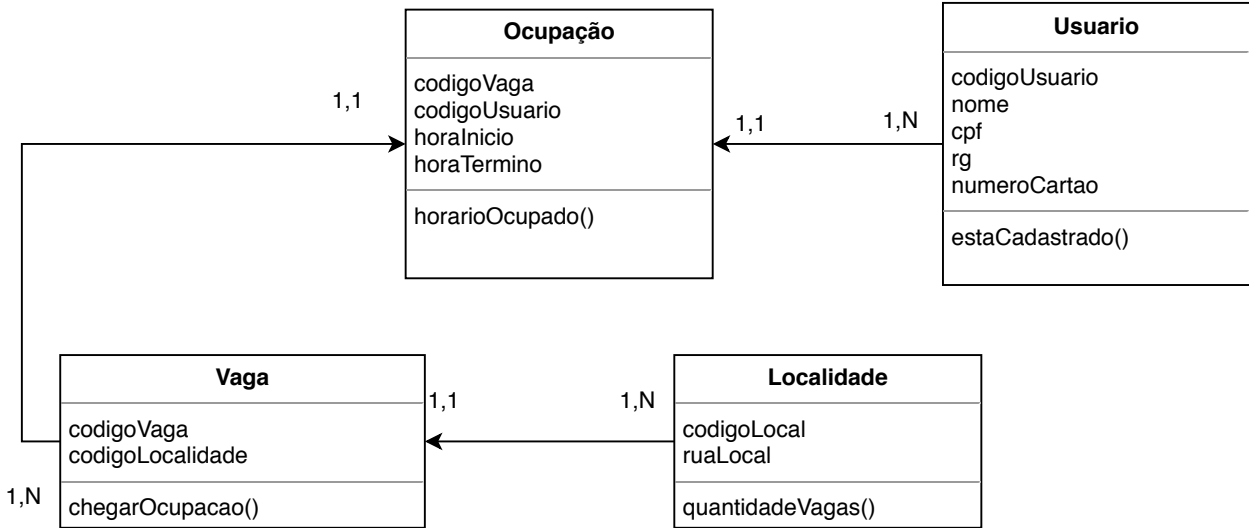 Ocupação
codigoVaga
codigoUsuario
horaInicio
horaTermino
horarioOcupado()
Usuario
codigoUsuario
nome
cpf
rg
numeroCartao
estaCadastrado()
1,1
1,1
1,N
Vaga
codigoVaga
codigoLocalidade
chegarOcupacao()
1,N
1,1
1,N
Localidade
codigoLocal
ruaLocal
quantidadeVagas()